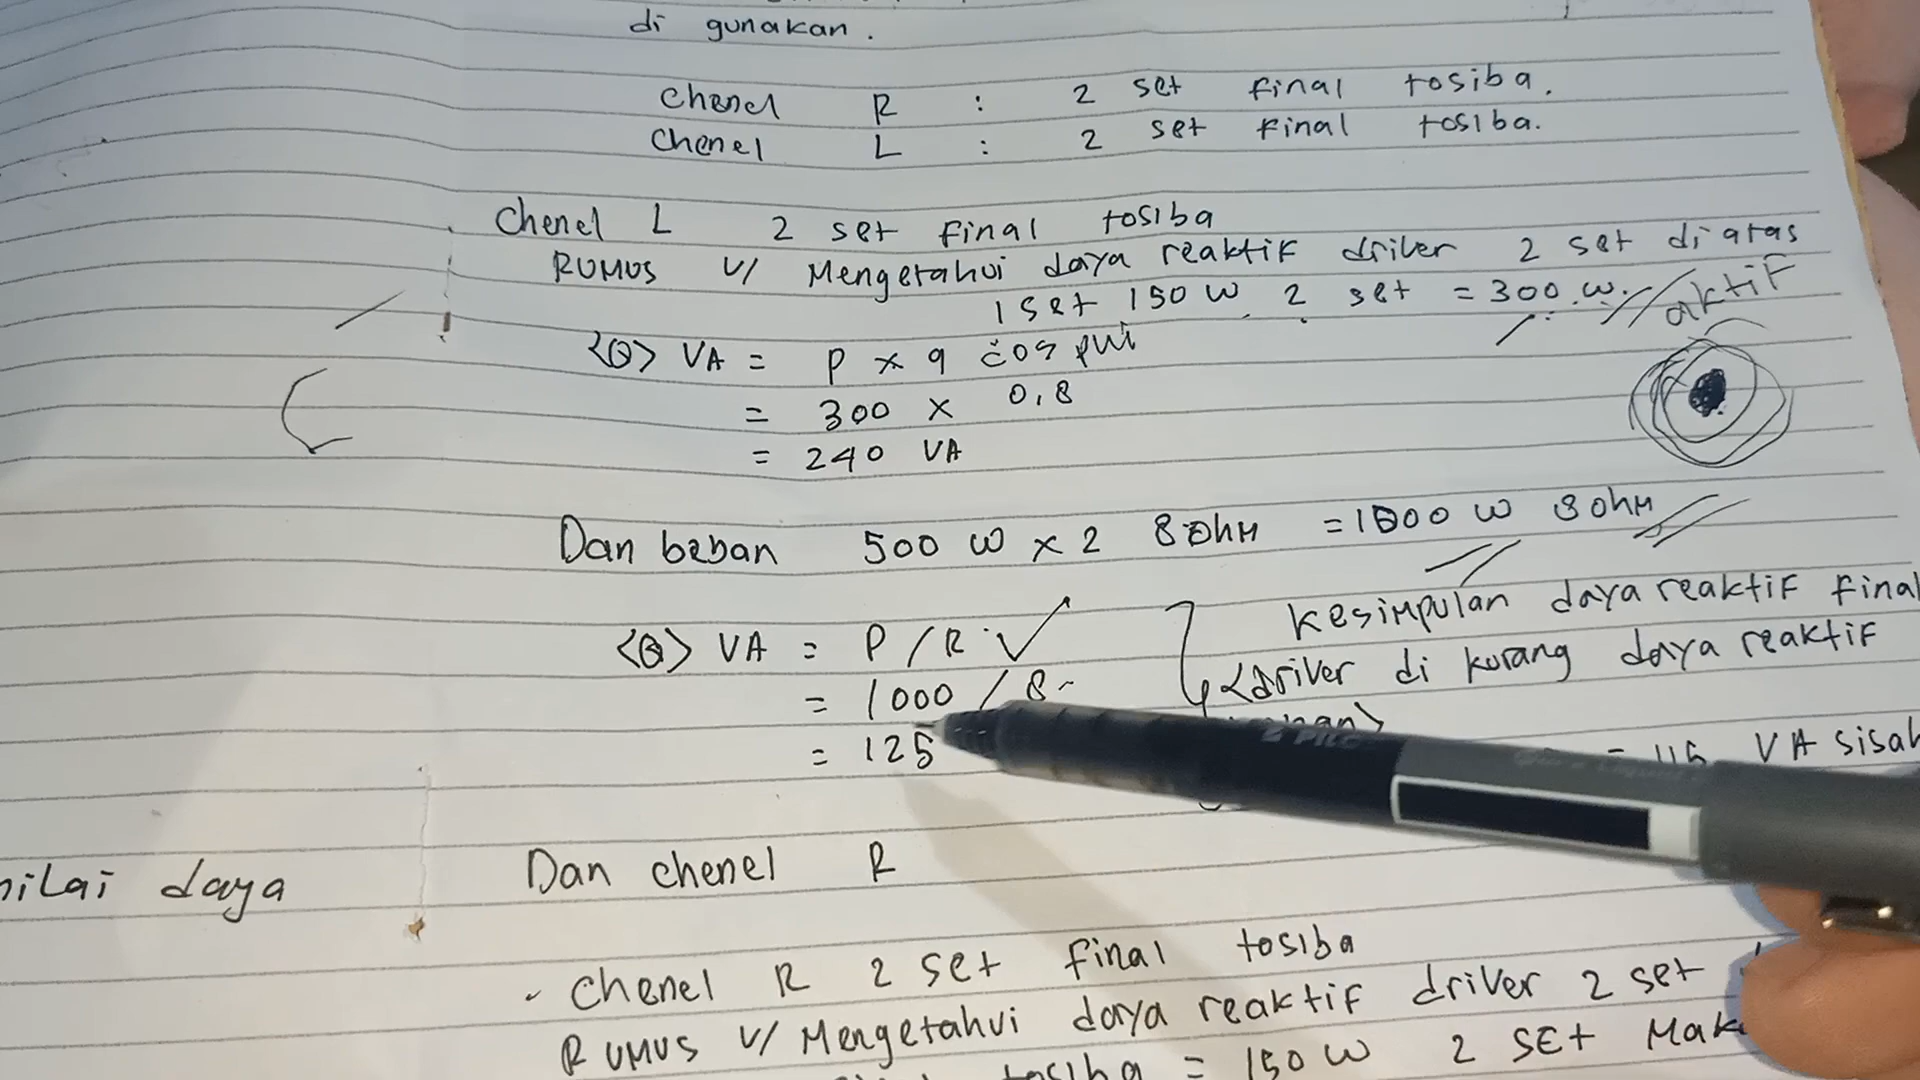 di gunakan.
Chenel R : 2 set final tosiba.
Chenel L : 2 set final tosiba.
Chenel L 2 set final tosiba
RUMUS U/ Mengetahui daya reaktif driver 2 set di atas
1 set 150 W 2 set = 300 W.
aktif
<Q> VA = P x 9 cos phi
= 300 x 0,8
= 240 VA
Dan beban 500 W x 2 8 ohm = 1000 W 8 ohm
<Q> VA = P / R
= 1000 / 8
= 125
kesimpulan daya reaktif final
<driver di kurang daya reaktif
= 115 VA sisah
nilai daya
Dan chenel R
Chenel R 2 set final tosiba
RUMUS U/ Mengetahui daya reaktif driver 2 set
tosiba = 150 W 2 SEt Mak